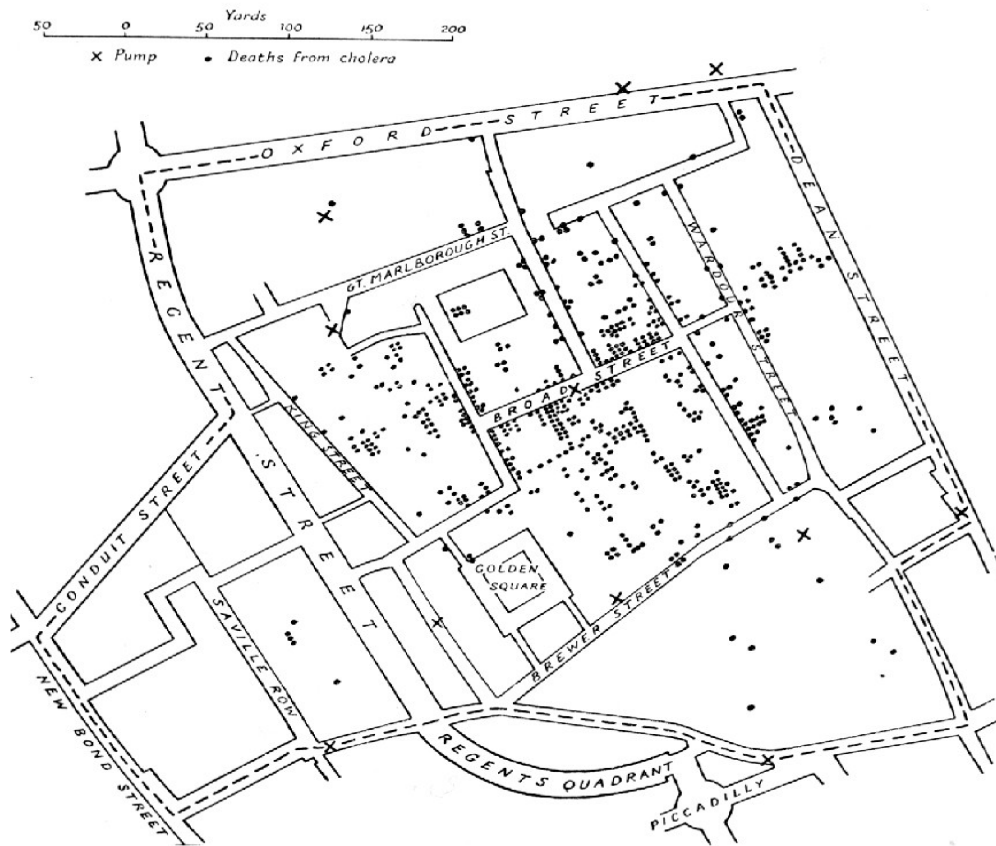 Yards
50 0 50 100 150 200
× Pump • Deaths from cholera
OXFORD STREET
DEAN STREET
REGENT STREET
GT. MARLBOROUGH ST.
WARDOUR STREET
BROAD STREET
KING STREET
CONDUIT STREET
GOLDEN
SQUARE
BREWER STREET
SAVILLE ROW
NEW BOND STREET
REGENTS QUADRANT
PICCADILLY